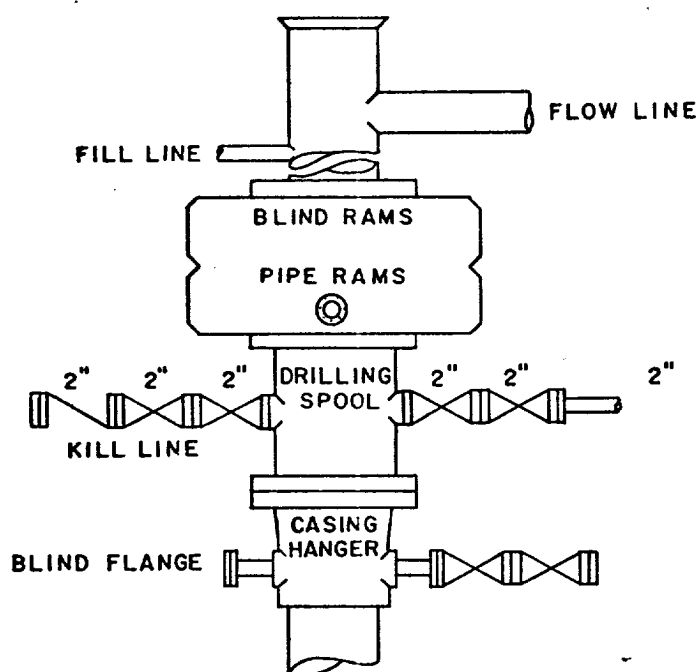 FLOW LINE
FILL LINE
BLIND RAMS
PIPE RAMS
2" 2" 2" DRILLING 2" 2" 2"
SPOOL
KILL LINE
CASING
HANGER
BLIND FLANGE